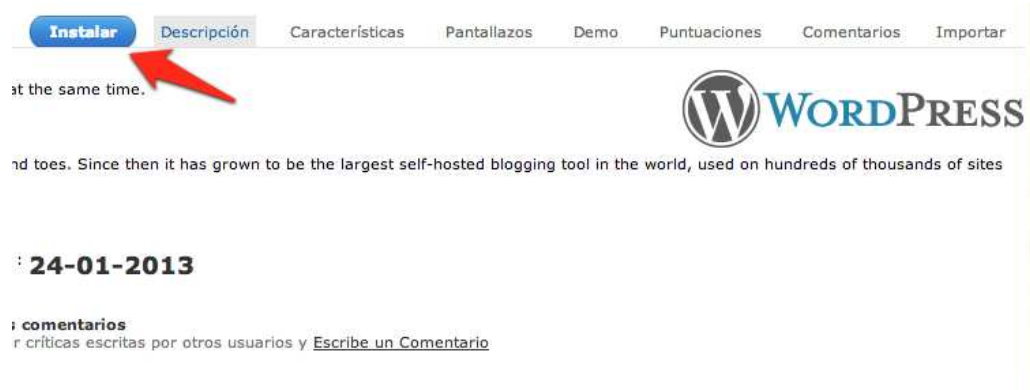 Instalar Descripción Características Pantallazos Demo Puntuaciones Comentarios Importar
at the same time.
WORDPRESS
nd toes. Since then it has grown to be the largest self-hosted blogging tool in the world, used on hundreds of thousands of sites
: 24-01-2013
s comentarios
r críticas escritas por otros usuarios y Escribe un Comentario